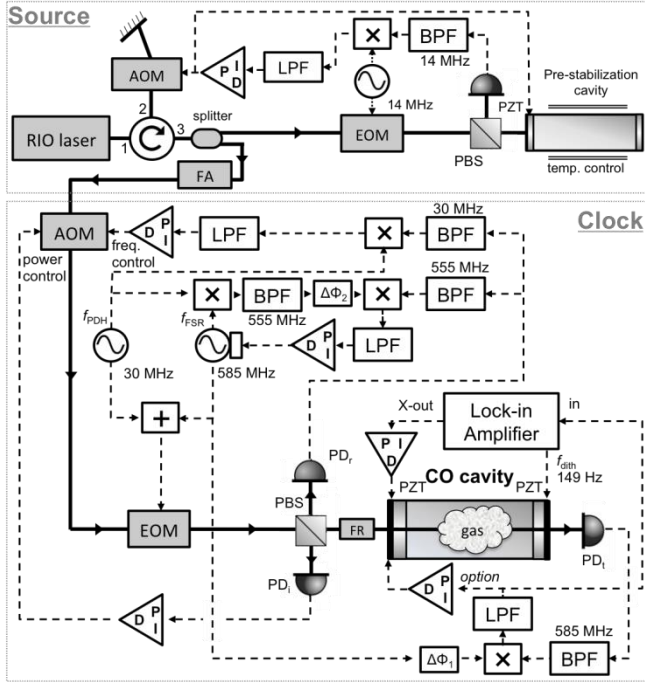 Source
AOM
P I D
LPF
BPF
14 MHz
Pre-stabilization
cavity
PZT
RIO laser
1
2
3
splitter
14 MHz
EOM
PBS
temp. control
FA
Clock
AOM
power
control
freq.
control
D P I
LPF
30 MHz
BPF
555 MHz
BPF
BPF
555 MHz
ΔΦ2
fPDH
30 MHz
fFSR
585 MHz
D P I
LPF
+
X-out
Lock-in
Amplifier
in
fdith
149 Hz
P I D
PDr
CO cavity
PZT
PZT
PBS
EOM
FR
gas
PDt
PDi
D P I
option
D P I
LPF
585 MHz
BPF
ΔΦ1